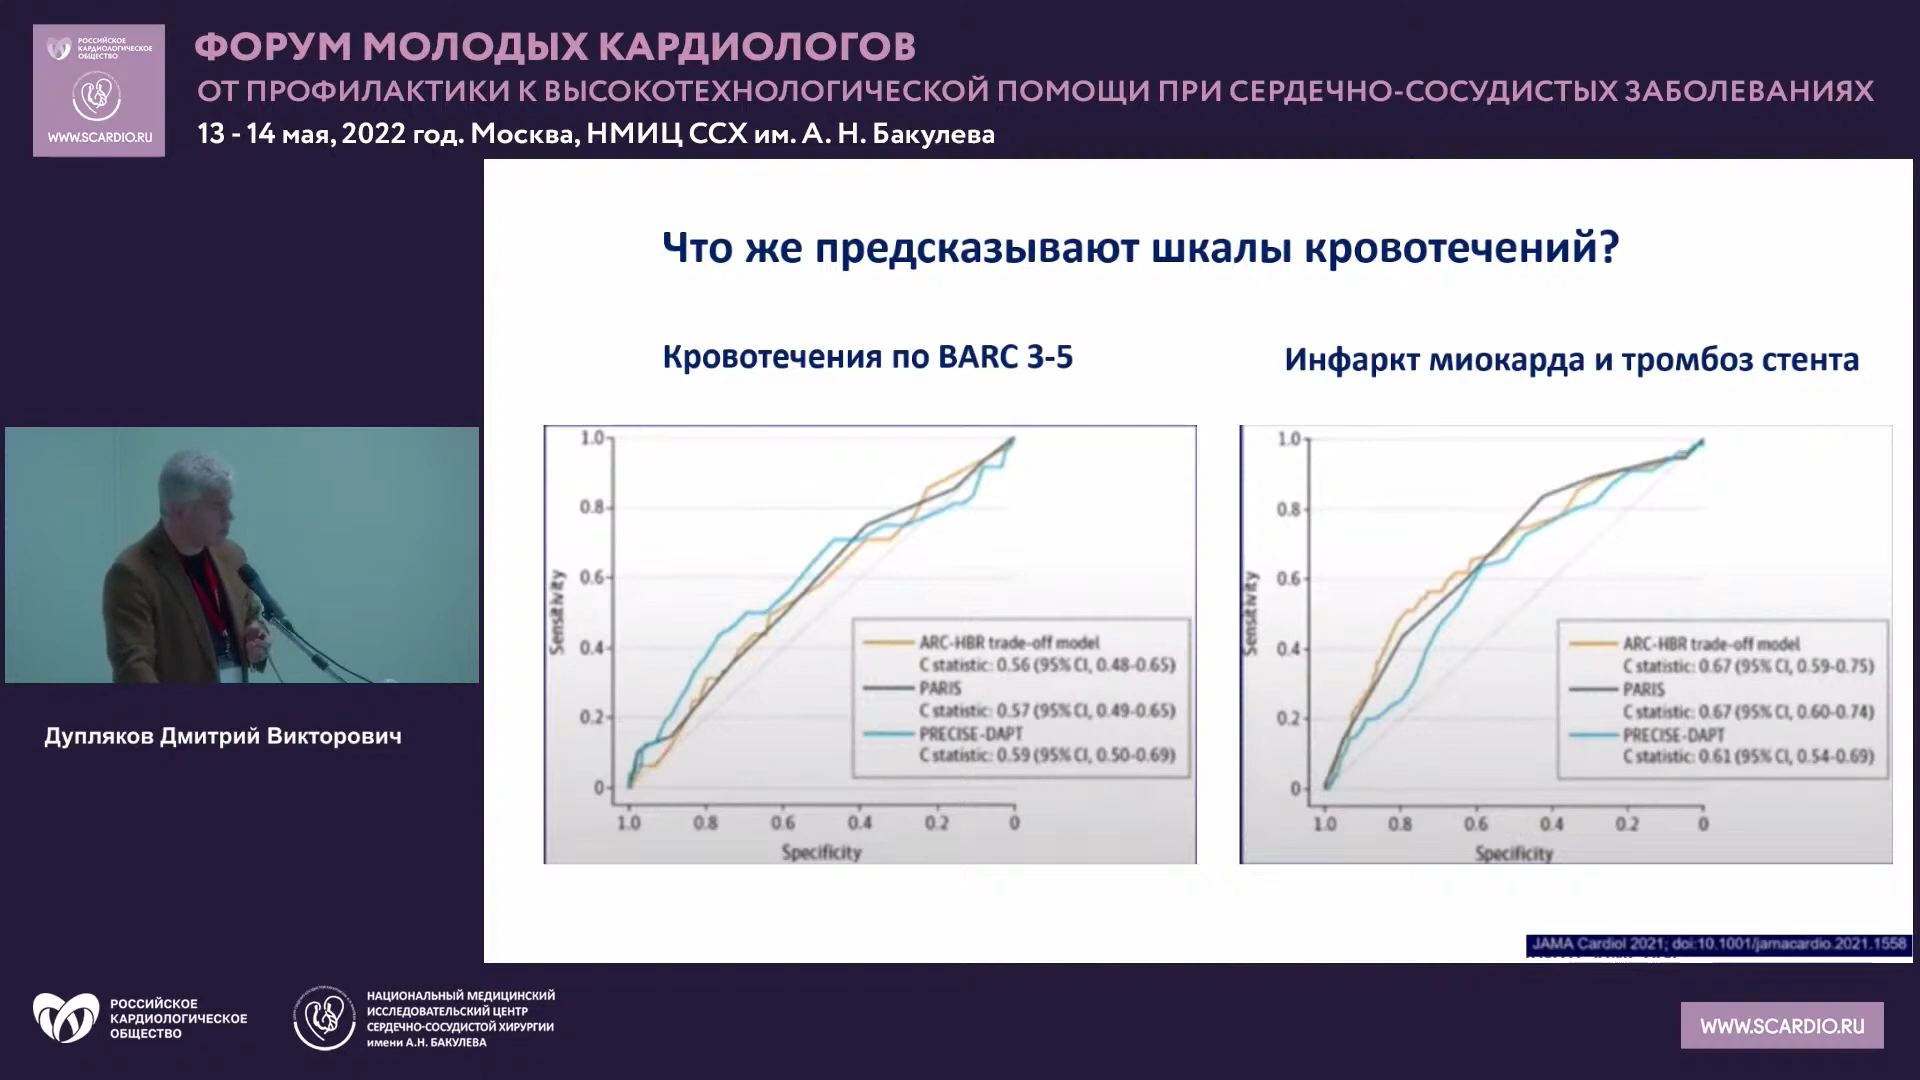 РОССИЙСКОЕ
КАРДИОЛОГИЧЕСКОЕ
ОБЩЕСТВО
WWW.SCARDIO.RU
ФОРУМ МОЛОДЫХ КАРДИОЛОГОВ
ОТ ПРОФИЛАКТИКИ К ВЫСОКОТЕХНОЛОГИЧЕСКОЙ ПОМОЩИ ПРИ СЕРДЕЧНО-СОСУДИСТЫХ ЗАБОЛЕВАНИЯХ
13 - 14 мая, 2022 год. Москва, НМИЦ ССХ им. А. Н. Бакулева
Что же предсказывают шкалы кровотечений?
Кровотечения по BARC 3-5
1.0
0.8
0.6
0.4
0.2
0
Sensitivity
ARC-HBR trade-off model
C statistic: 0.56 (95% CI, 0.48-0.65)
PARIS
C statistic: 0.57 (95% CI, 0.49-0.65)
PRECISE-DAPT
C statistic: 0.59 (95% CI, 0.50-0.69)
1.0 0.8 0.6 0.4 0.2 0
Specificity
Инфаркт миокарда и тромбоз стента
1.0
0.8
0.6
0.4
0.2
0
Sensitivity
ARC-HBR trade-off model
C statistic: 0.67 (95% CI, 0.59-0.75)
PARIS
C statistic: 0.67 (95% CI, 0.60-0.74)
PRECISE-DAPT
C statistic: 0.61 (95% CI, 0.54-0.69)
1.0 0.8 0.6 0.4 0.2 0
Specificity
JAMA Cardiol 2021; doi:10.1001/jamacardio.2021.1558
Дупляков Дмитрий Викторович
РОССИЙСКОЕ
КАРДИОЛОГИЧЕСКОЕ
ОБЩЕСТВО
НАЦИОНАЛЬНЫЙ МЕДИЦИНСКИЙ
ИССЛЕДОВАТЕЛЬСКИЙ ЦЕНТР
СЕРДЕЧНО-СОСУДИСТОЙ ХИРУРГИИ
имени А.Н. БАКУЛЕВА
WWW.SCARDIO.RU